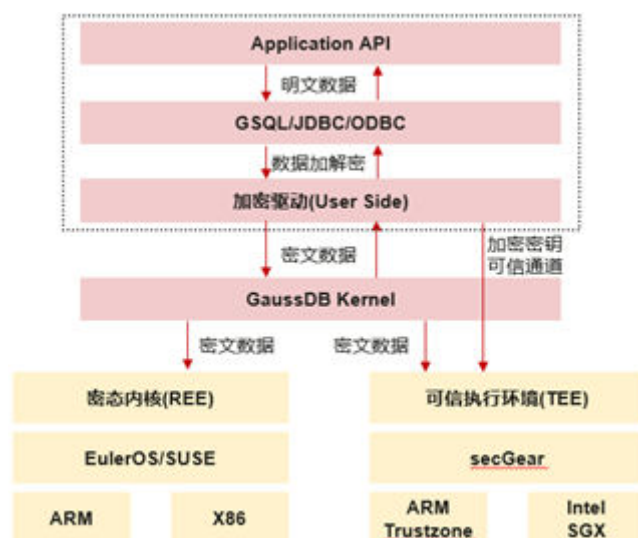 Application API
明文数据
GSQL/JDBC/ODBC
数据加解密
加密驱动(User Side)
密文数据
加密密钥
可信通道
GaussDB Kernel
密文数据
密文数据
密态内核(REE)
可信执行环境(TEE)
EulerOS/SUSE
secGear
ARM
X86
ARM
Trustzone
Intel
SGX